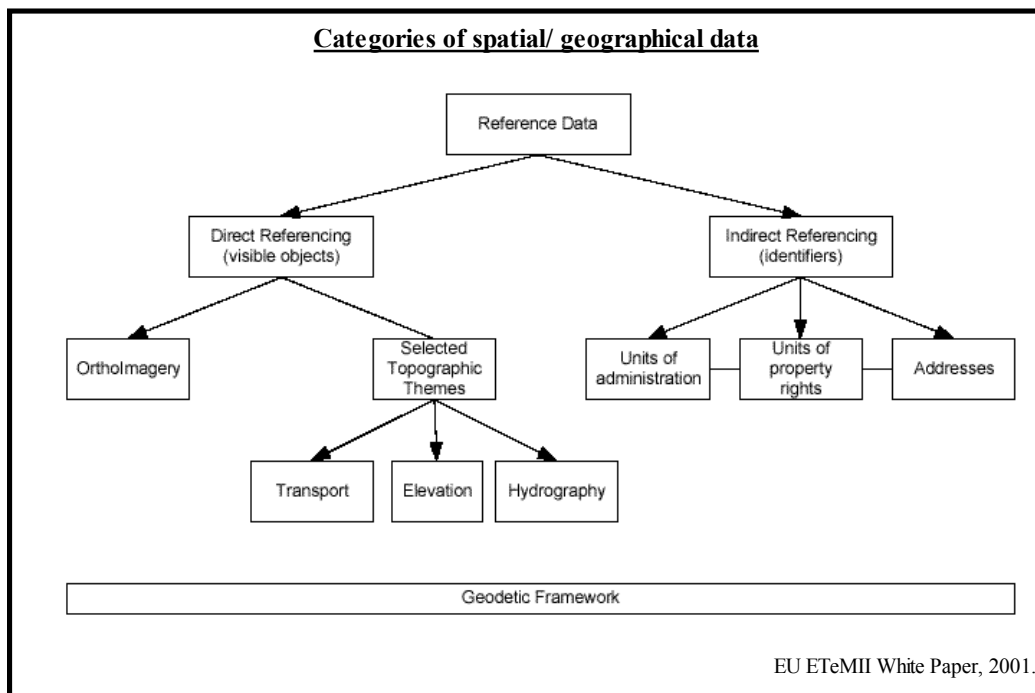 Categories of spatial/ geographical data
Reference Data
Direct Referencing
(visible objects)
Indirect Referencing
(identifiers)
OrthoImagery
Selected
Topographic
Themes
Units of
administration
Units of
property
rights
Addresses
Transport
Elevation
Hydrography
Geodetic Framework
EU ETeMII White Paper, 2001.